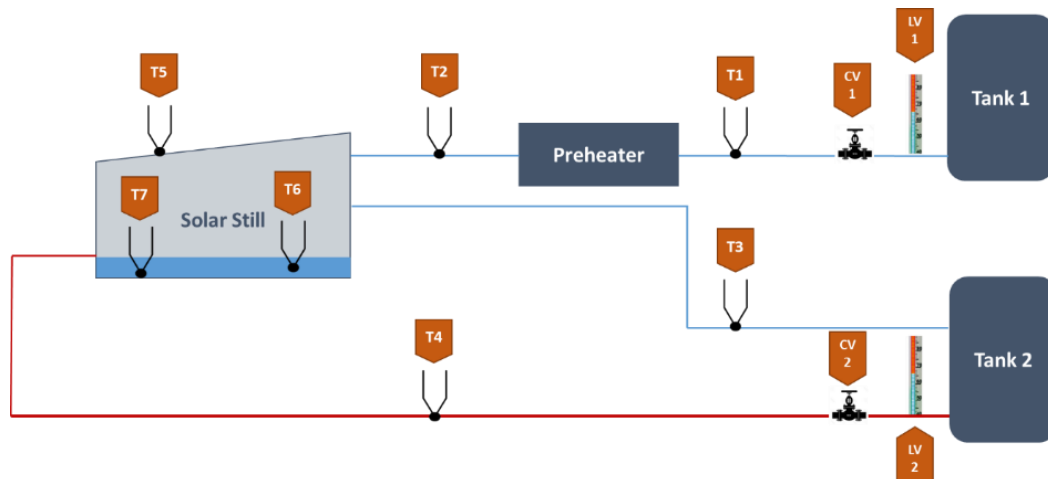 LV
1
T5
T2
T1
CV
1
Tank 1
Preheater
T7
T6
Solar Still
T3
T4
CV
2
Tank 2
LV
2